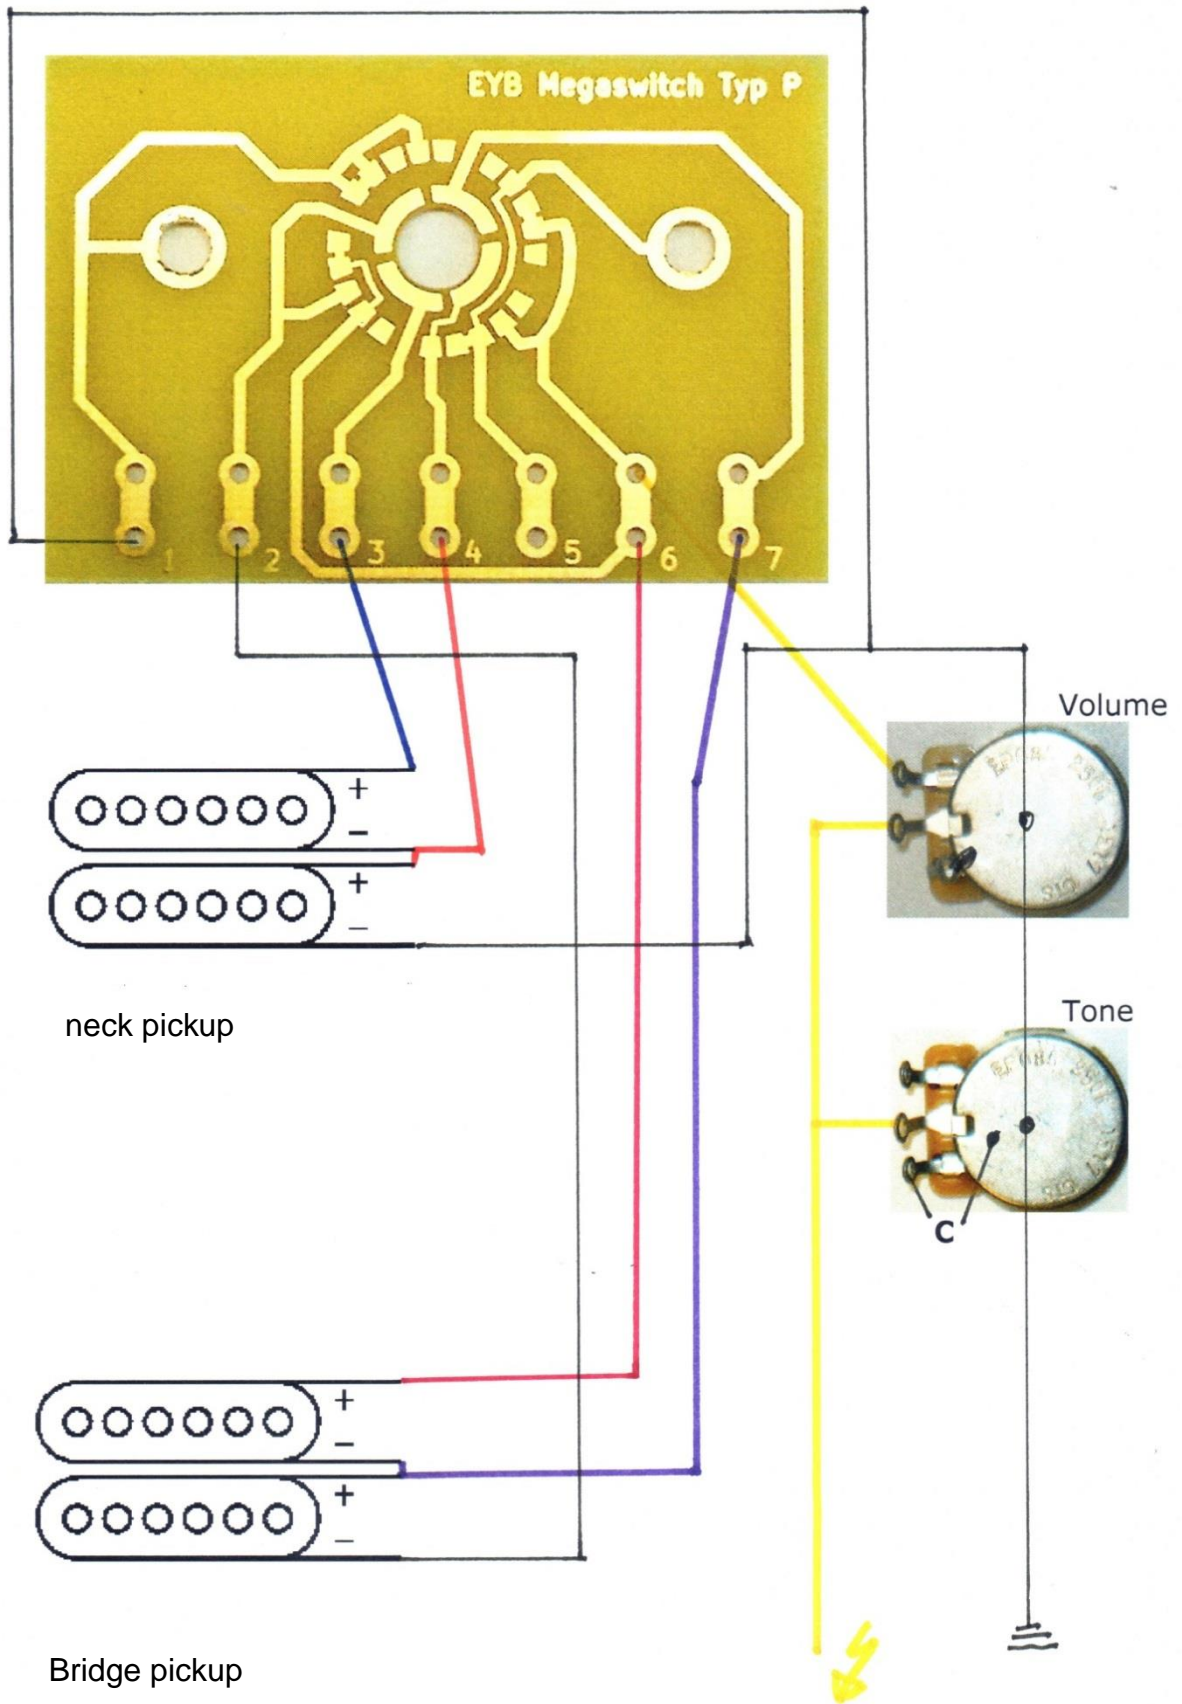 EYB Megaswitch Typ P
1 2 3 4 5 6 7
Volume
+
−
+
−
neck pickup
Tone
C
+
−
+
−
Bridge pickup